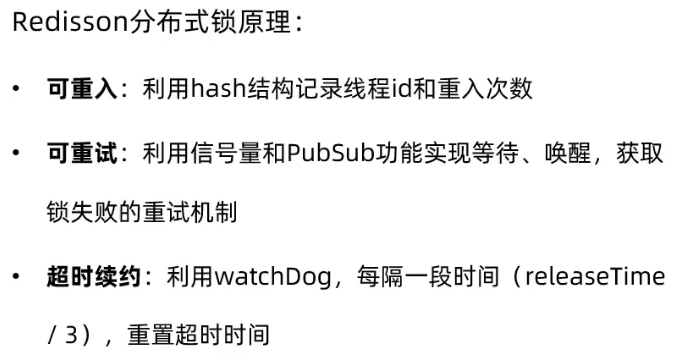 Redisson分布式锁原理：
• 可重入：利用hash结构记录线程id和重入次数
• 可重试：利用信号量和PubSub功能实现等待、唤醒，获取
锁失败的重试机制
• 超时续约：利用watchDog，每隔一段时间（releaseTime
/ 3），重置超时时间